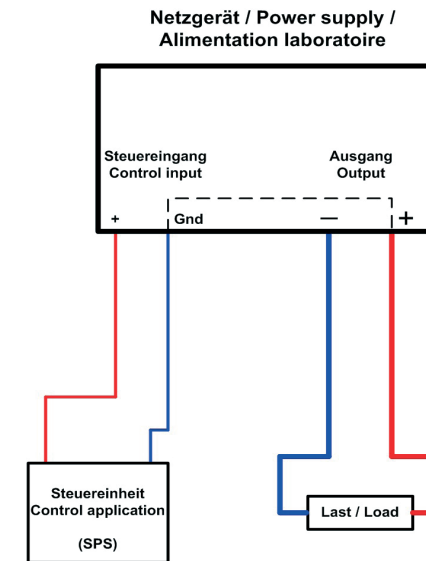 Netzgerät / Power supply /
Alimentation laboratoire
Steuereingang
Control input
Ausgang
Output
+
Gnd
—
+
Steuereinheit
Control application
(SPS)
Last / Load